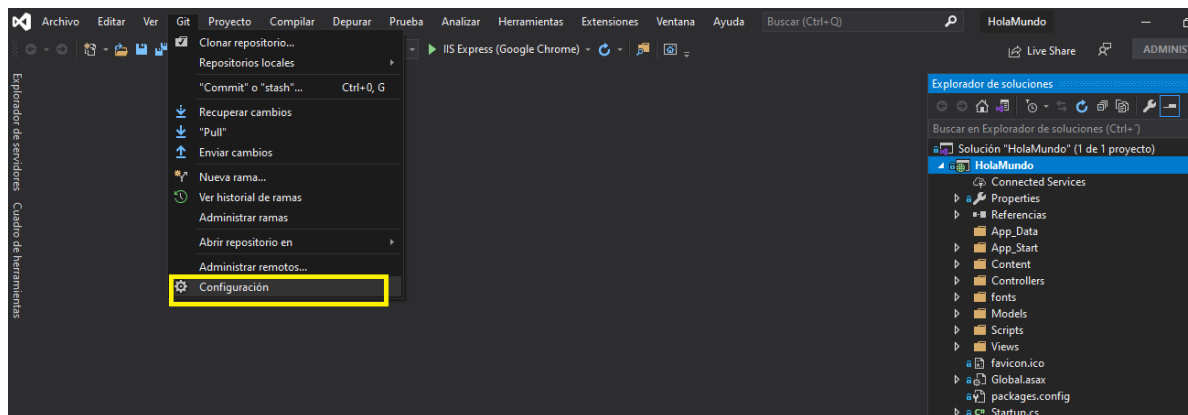 Archivo Editar Ver Git Proyecto Compilar Depurar Prueba Analizar Herramientas Extensiones Ventana Ayuda Buscar (Ctrl+Q) HolaMundo
IIS Express (Google Chrome) Live Share ADMINIS
Clonar repositorio...
Repositorios locales
"Commit" o "stash"... Ctrl+0, G
Recuperar cambios
"Pull"
Enviar cambios
Nueva rama...
Ver historial de ramas
Administrar ramas
Abrir repositorio en
Administrar remotos...
Configuración
Explorador de servidores
Cuadro de herramientas
Explorador de soluciones
Buscar en Explorador de soluciones (Ctrl+´)
Solución "HolaMundo" (1 de 1 proyecto)
HolaMundo
Connected Services
Properties
Referencias
App_Data
App_Start
Content
Controllers
fonts
Models
Scripts
Views
favicon.ico
Global.asax
packages.config
Startup.cs